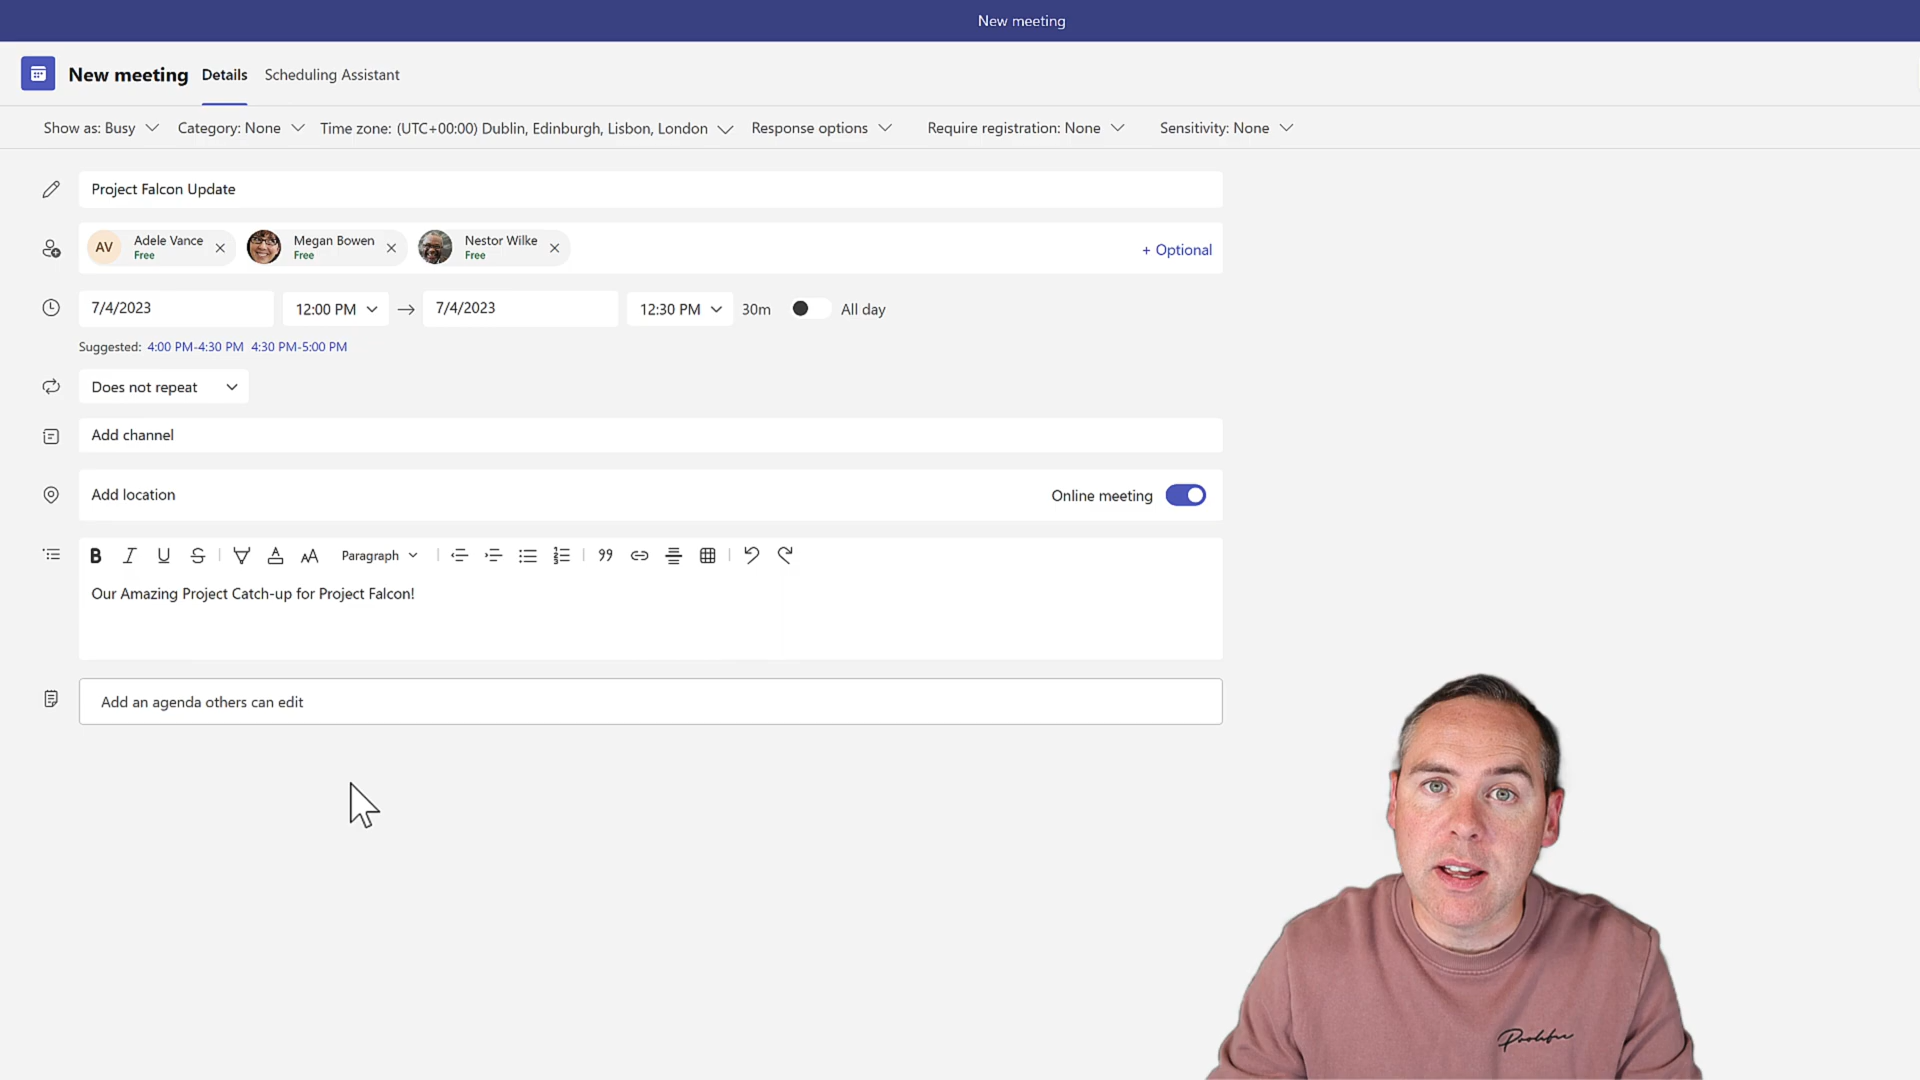 New meeting
New meeting Details Scheduling Assistant
Show as: Busy Category: None Time zone: (UTC+00:00) Dublin, Edinburgh, Lisbon, London Response options Require registration: None Sensitivity: None
Project Falcon Update
AV Adele Vance Free Megan Bowen Free Nestor Wilke Free + Optional
7/4/2023 12:00 PM 7/4/2023 12:30 PM 30m All day
Suggested: 4:00 PM-4:30 PM 4:30 PM-5:00 PM
Does not repeat
Add channel
Add location Online meeting
B I U S A AA Paragraph
Our Amazing Project Catch-up for Project Falcon!
Add an agenda others can edit